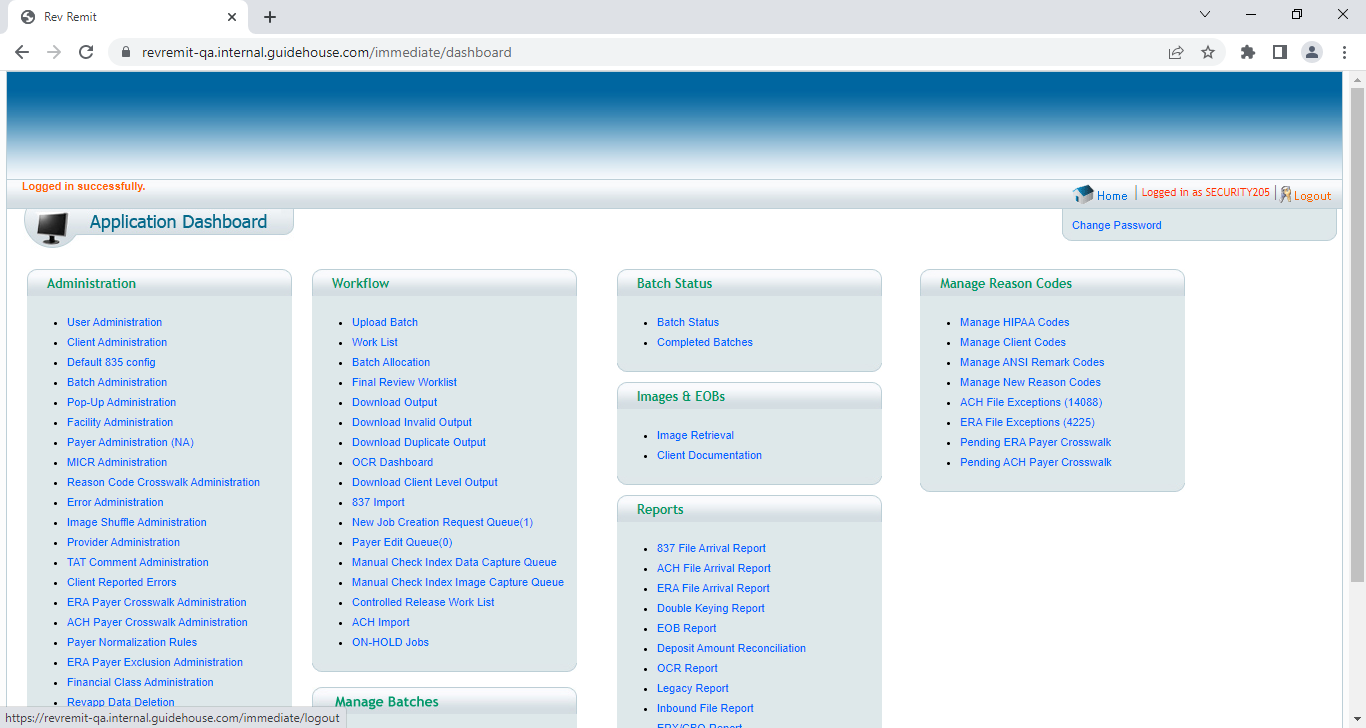 Rev Remit
revremit-qa.internal.guidehouse.com/immediate/dashboard
Logged in successfully.
Home
Logged in as SECURITY205
Logout
Application Dashboard
Change Password
Administration
User Administration
Client Administration
Default 835 config
Batch Administration
Pop-Up Administration
Facility Administration
Payer Administration (NA)
MICR Administration
Reason Code Crosswalk Administration
Error Administration
Image Shuffle Administration
Provider Administration
TAT Comment Administration
Client Reported Errors
ERA Payer Crosswalk Administration
ACH Payer Crosswalk Administration
Payer Normalization Rules
ERA Payer Exclusion Administration
Financial Class Administration
Revapp Data Deletion
Workflow
Upload Batch
Work List
Batch Allocation
Final Review Worklist
Download Output
Download Invalid Output
Download Duplicate Output
OCR Dashboard
Download Client Level Output
837 Import
New Job Creation Request Queue(1)
Payer Edit Queue(0)
Manual Check Index Data Capture Queue
Manual Check Index Image Capture Queue
Controlled Release Work List
ACH Import
ON-HOLD Jobs
Manage Batches
Batch Status
Batch Status
Completed Batches
Images & EOBs
Image Retrieval
Client Documentation
Reports
837 File Arrival Report
ACH File Arrival Report
ERA File Arrival Report
Double Keying Report
EOB Report
Deposit Amount Reconciliation
OCR Report
Legacy Report
Inbound File Report
Manage Reason Codes
Manage HIPAA Codes
Manage Client Codes
Manage ANSI Remark Codes
Manage New Reason Codes
ACH File Exceptions (14088)
ERA File Exceptions (4225)
Pending ERA Payer Crosswalk
Pending ACH Payer Crosswalk
https://revremit-qa.internal.guidehouse.com/immediate/logout